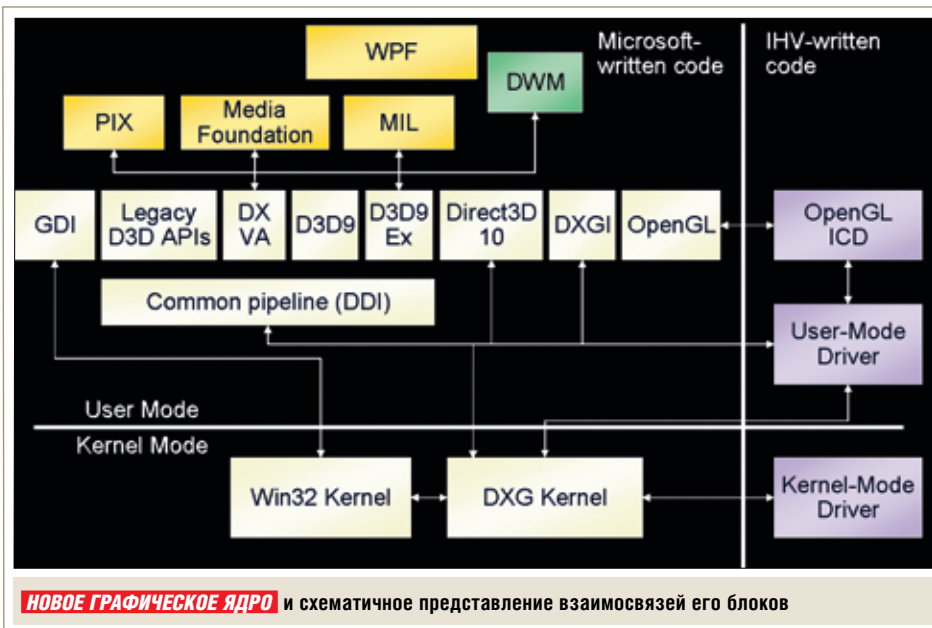 WPF
Microsoft-
written code
IHV-written
code
DWM
PIX
Media
Foundation
MIL
GDI
Legacy
D3D APIs
DX
VA
D3D9
D3D9
Ex
Direct3D
10
DXGI
OpenGL
OpenGL
ICD
Common pipeline (DDI)
User-Mode
Driver
User Mode
Kernel Mode
Win32 Kernel
DXG Kernel
Kernel-Mode
Driver
НОВОЕ ГРАФИЧЕСКОЕ ЯДРО и схематичное представление взаимосвязей его блоков